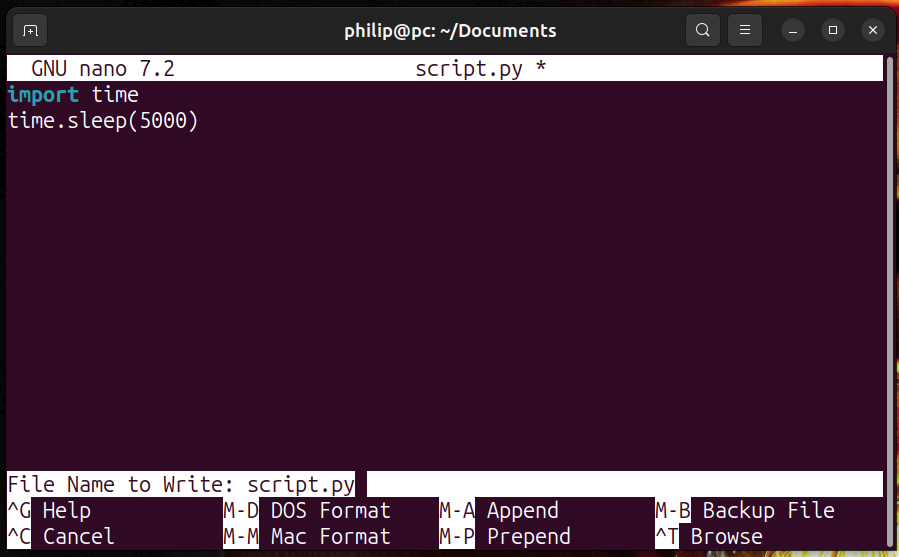 philip@pc: ~/Documents
GNU nano 7.2 script.py *
import time
time.sleep(5000)
File Name to Write: script.py
^G Help M-D DOS Format M-A Append M-B Backup File
^C Cancel M-M Mac Format M-P Prepend ^T Browse